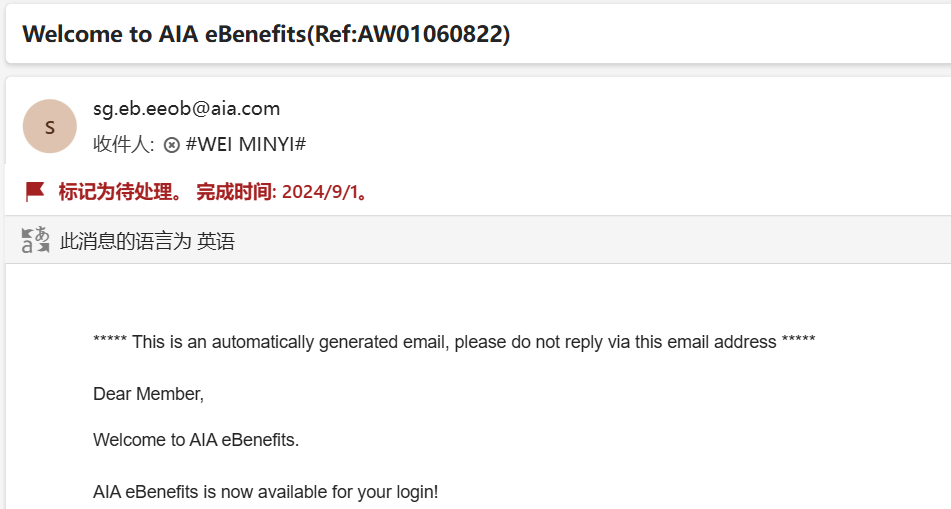 Welcome to AIA eBenefits(Ref:AW01060822)
S
sg.eb.eeob@aia.com
收件人: #WEI MINYI#
标记为待处理。 完成时间: 2024/9/1。
此消息的语言为 英语
***** This is an automatically generated email, please do not reply via this email address *****
Dear Member,
Welcome to AIA eBenefits.
AIA eBenefits is now available for your login!